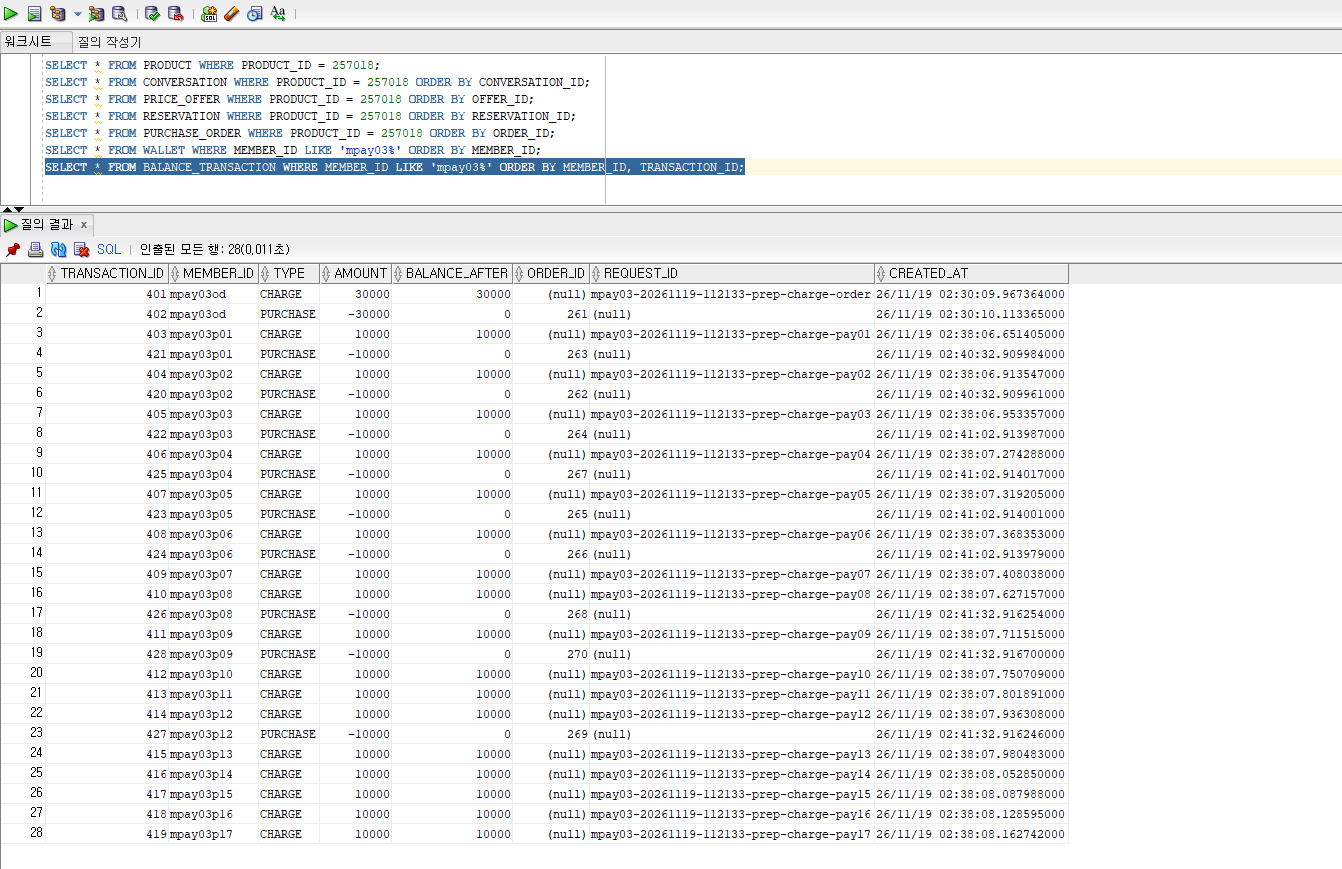 워크시트 질의 작성기
SELECT * FROM PRODUCT WHERE PRODUCT_ID = 257018;
SELECT * FROM CONVERSATION WHERE PRODUCT_ID = 257018 ORDER BY CONVERSATION_ID;
SELECT * FROM PRICE_OFFER WHERE PRODUCT_ID = 257018 ORDER BY OFFER_ID;
SELECT * FROM RESERVATION WHERE PRODUCT_ID = 257018 ORDER BY RESERVATION_ID;
SELECT * FROM PURCHASE_ORDER WHERE PRODUCT_ID = 257018 ORDER BY ORDER_ID;
SELECT * FROM WALLET WHERE MEMBER_ID LIKE 'mpay03%' ORDER BY MEMBER_ID;
SELECT * FROM BALANCE_TRANSACTION WHERE MEMBER_ID LIKE 'mpay03%' ORDER BY MEMBER_ID, TRANSACTION_ID;
질의 결과 x
SQL | 인출된 모든 행: 28(0,011초)
TRANSACTION_ID MEMBER_ID TYPE AMOUNT BALANCE_AFTER ORDER_ID REQUEST_ID CREATED_AT
1 401 mpay03od CHARGE 30000 30000 (null) mpay03-20261119-112133-prep-charge-order 26/11/19 02:30:09.967364000
2 402 mpay03od PURCHASE -30000 0 261 (null) 26/11/19 02:30:10.113365000
3 403 mpay03p01 CHARGE 10000 10000 (null) mpay03-20261119-112133-prep-charge-pay01 26/11/19 02:38:06.651405000
4 421 mpay03p01 PURCHASE -10000 0 263 (null) 26/11/19 02:40:32.909984000
5 404 mpay03p02 CHARGE 10000 10000 (null) mpay03-20261119-112133-prep-charge-pay02 26/11/19 02:38:06.913547000
6 420 mpay03p02 PURCHASE -10000 0 262 (null) 26/11/19 02:40:32.909961000
7 405 mpay03p03 CHARGE 10000 10000 (null) mpay03-20261119-112133-prep-charge-pay03 26/11/19 02:38:06.953357000
8 422 mpay03p03 PURCHASE -10000 0 264 (null) 26/11/19 02:41:02.913987000
9 406 mpay03p04 CHARGE 10000 10000 (null) mpay03-20261119-112133-prep-charge-pay04 26/11/19 02:38:07.274288000
10 425 mpay03p04 PURCHASE -10000 0 267 (null) 26/11/19 02:41:02.914017000
11 407 mpay03p05 CHARGE 10000 10000 (null) mpay03-20261119-112133-prep-charge-pay05 26/11/19 02:38:07.319205000
12 423 mpay03p05 PURCHASE -10000 0 265 (null) 26/11/19 02:41:02.914001000
13 408 mpay03p06 CHARGE 10000 10000 (null) mpay03-20261119-112133-prep-charge-pay06 26/11/19 02:38:07.368353000
14 424 mpay03p06 PURCHASE -10000 0 266 (null) 26/11/19 02:41:02.913979000
15 409 mpay03p07 CHARGE 10000 10000 (null) mpay03-20261119-112133-prep-charge-pay07 26/11/19 02:38:07.408038000
16 410 mpay03p08 CHARGE 10000 10000 (null) mpay03-20261119-112133-prep-charge-pay08 26/11/19 02:38:07.627157000
17 426 mpay03p08 PURCHASE -10000 0 268 (null) 26/11/19 02:41:32.916254000
18 411 mpay03p09 CHARGE 10000 10000 (null) mpay03-20261119-112133-prep-charge-pay09 26/11/19 02:38:07.711515000
19 428 mpay03p09 PURCHASE -10000 0 270 (null) 26/11/19 02:41:32.916700000
20 412 mpay03p10 CHARGE 10000 10000 (null) mpay03-20261119-112133-prep-charge-pay10 26/11/19 02:38:07.750709000
21 413 mpay03p11 CHARGE 10000 10000 (null) mpay03-20261119-112133-prep-charge-pay11 26/11/19 02:38:07.801891000
22 414 mpay03p12 CHARGE 10000 10000 (null) mpay03-20261119-112133-prep-charge-pay12 26/11/19 02:38:07.936308000
23 427 mpay03p12 PURCHASE -10000 0 269 (null) 26/11/19 02:41:32.916246000
24 415 mpay03p13 CHARGE 10000 10000 (null) mpay03-20261119-112133-prep-charge-pay13 26/11/19 02:38:07.980483000
25 416 mpay03p14 CHARGE 10000 10000 (null) mpay03-20261119-112133-prep-charge-pay14 26/11/19 02:38:08.052850000
26 417 mpay03p15 CHARGE 10000 10000 (null) mpay03-20261119-112133-prep-charge-pay15 26/11/19 02:38:08.087988000
27 418 mpay03p16 CHARGE 10000 10000 (null) mpay03-20261119-112133-prep-charge-pay16 26/11/19 02:38:08.128595000
28 419 mpay03p17 CHARGE 10000 10000 (null) mpay03-20261119-112133-prep-charge-pay17 26/11/19 02:38:08.162742000